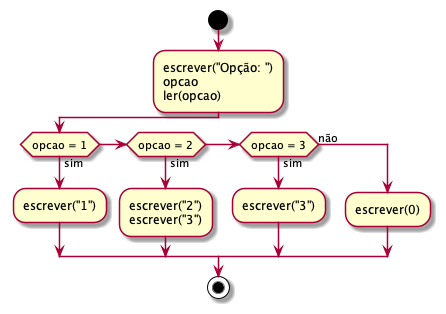 escrever("Opção: ")
opcao
ler(opcao)
opcao = 1
opcao = 2
opcao = 3
não
sim
sim
sim
escrever("1")
escrever("2")
escrever("3")
escrever("3")
escrever(0)